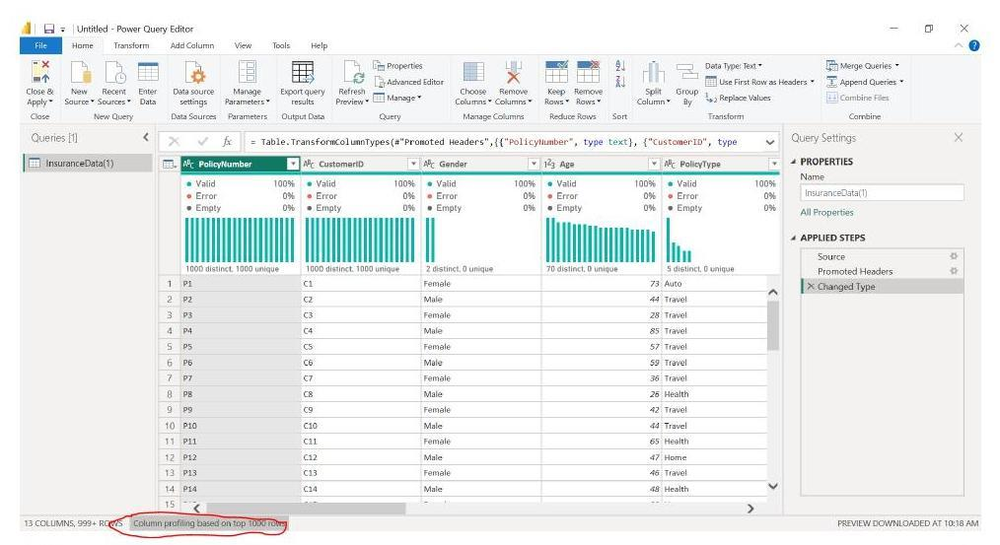 Untitled - Power Query Editor
File Home Transform Add Column View Tools Help
Close & Apply
New Source
Recent Sources
Enter Data
Data source settings
Manage Parameters
Export query results
Refresh Preview
Properties
Advanced Editor
Manage
Choose Columns
Remove Columns
Keep Rows
Remove Rows
Split Column
Group By
Data Type: Text
Use First Row as Headers
Replace Values
Merge Queries
Append Queries
Combine Files
Close New Query Data Sources Parameters Output Data Query Manage Columns Reduce Rows Sort Transform Combine
Queries [1]
InsuranceData(1)
fx = Table.TransformColumnTypes(#"Promoted Headers",{{"PolicyNumber", type text}, {"CustomerID", type
PolicyNumber CustomerID Gender Age PolicyType
Valid 100% Valid 100% Valid 100% Valid 100% Valid 100%
Error 0% Error 0% Error 0% Error 0% Error 0%
Empty 0% Empty 0% Empty 0% Empty 0% Empty 0%
1000 distinct, 1000 unique 1000 distinct, 1000 unique 2 distinct, 0 unique 70 distinct, 0 unique 5 distinct, 0 unique
1 P1 C1 Female 73 Auto
2 P2 C2 Male 44 Travel
3 P3 C3 Female 28 Travel
4 P4 C4 Male 85 Travel
5 P5 C5 Female 57 Travel
6 P6 C6 Male 59 Travel
7 P7 C7 Female 36 Travel
8 P8 C8 Male 26 Health
9 P9 C9 Female 42 Travel
10 P10 C10 Male 44 Travel
11 P11 C11 Female 65 Health
12 P12 C12 Male 47 Home
13 P13 C13 Female 46 Travel
14 P14 C14 Male 48 Health
15
Query Settings
PROPERTIES
Name
InsuranceData(1)
All Properties
APPLIED STEPS
Source
Promoted Headers
Changed Type
13 COLUMNS, 999+ ROWS Column profiling based on top 1000 rows PREVIEW DOWNLOADED AT 10:18 AM